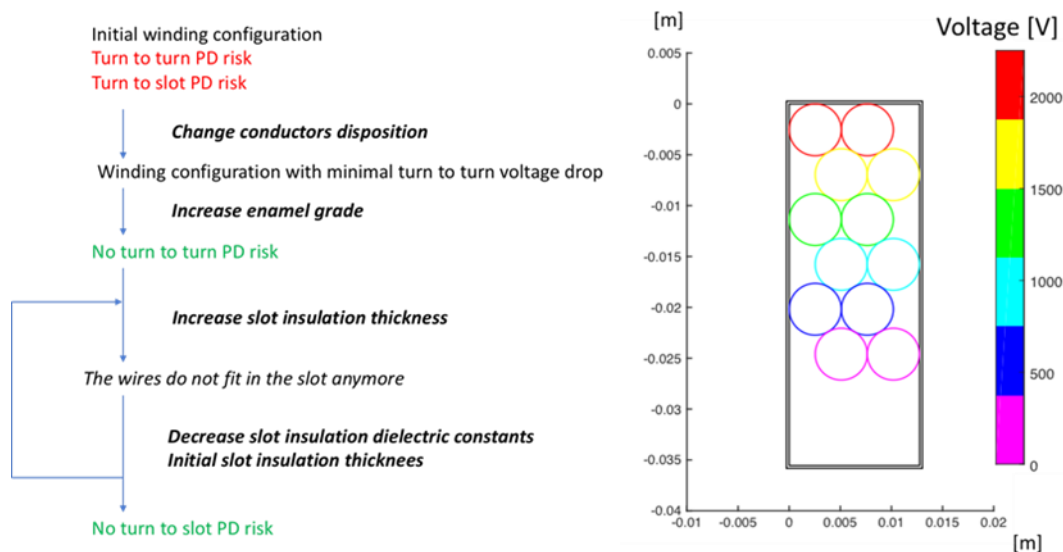 Initial winding configuration
Turn to turn PD risk
Turn to slot PD risk
Change conductors disposition
Winding configuration with minimal turn to turn voltage drop
Increase enamel grade
No turn to turn PD risk
Increase slot insulation thickness
The wires do not fit in the slot anymore
Decrease slot insulation dielectric constants
Initial slot insulation thicknees
No turn to slot PD risk
[m]
0.005
0
-0.005
-0.01
-0.015
-0.02
-0.025
-0.03
-0.035
-0.04
-0.01
-0.005
0
0.005
0.01
0.015
0.02
[m]
Voltage [V]
2000
1500
1000
500
0